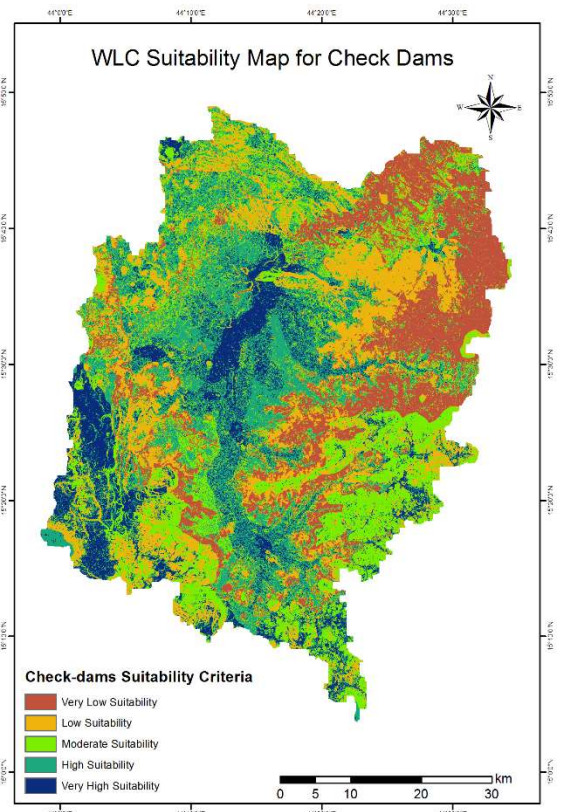 44°0'0"E 44°10'0"E 44°20'0"E 44°30'0"E
WLC Suitability Map for Check Dams
N
W E
S
Check-dams Suitability Criteria
Very Low Suitability
Low Suitability
Moderate Suitability
High Suitability
Very High Suitability
km
0 5 10 20 30